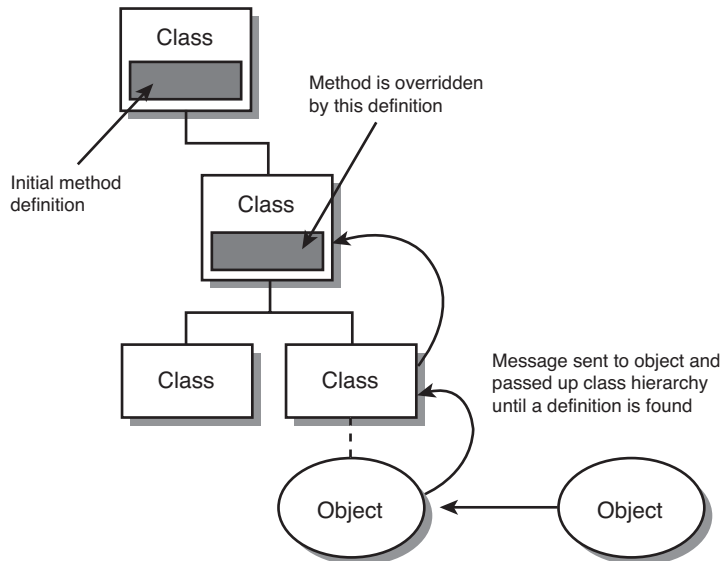 Class
Method is overridden
by this definition
Initial method
definition
Class
Class
Class
Message sent to object and
passed up class hierarchy
until a definition is found
Object
Object